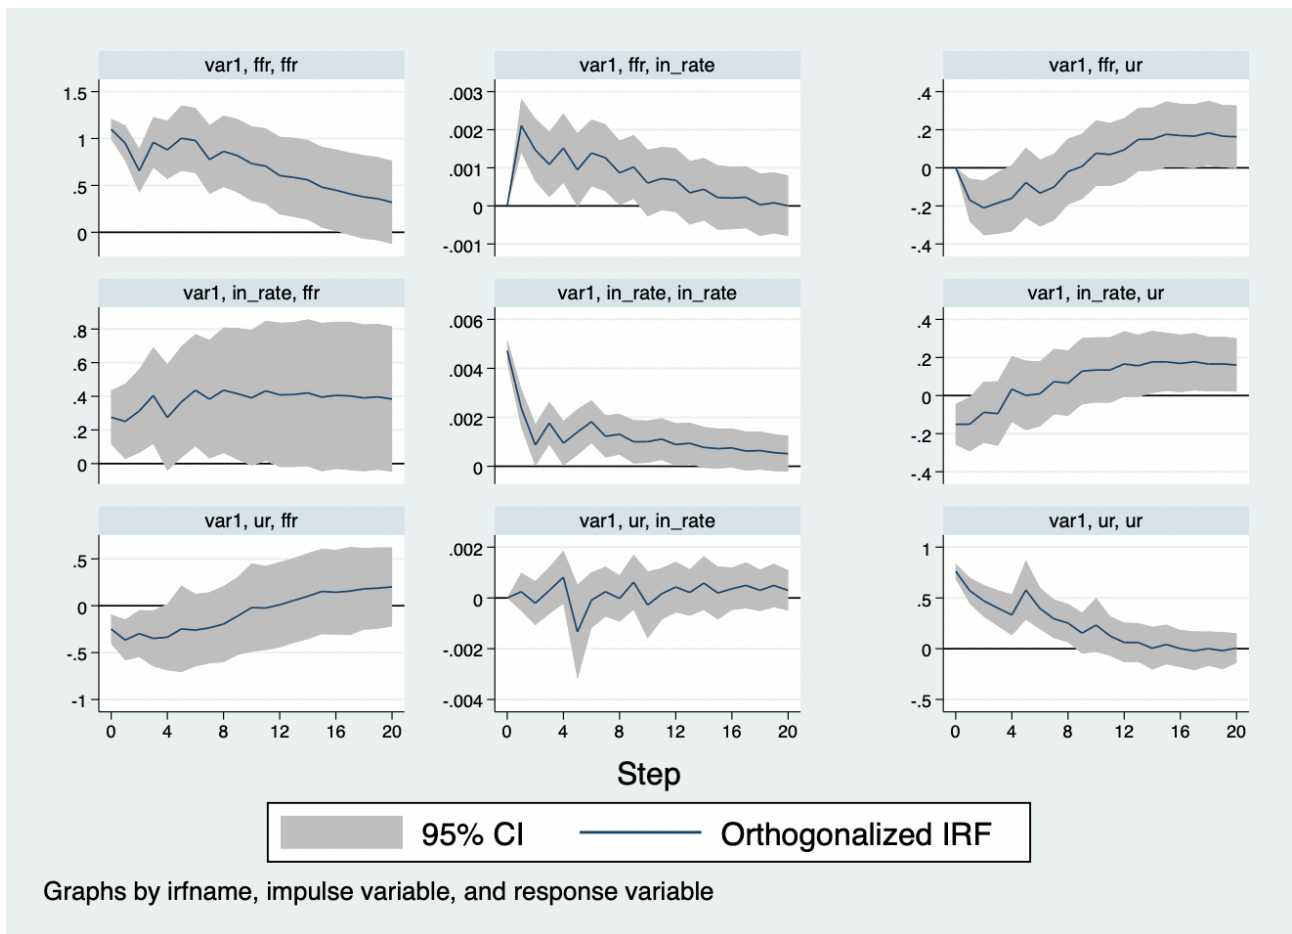 var1, ffr, ffr
var1, ffr, in_rate
var1, ffr, ur
1.5
1
.5
0
.003
.002
.001
0
-.001
.4
.2
0
-.2
-.4
var1, in_rate, ffr
var1, in_rate, in_rate
var1, in_rate, ur
.8
.6
.4
.2
0
.006
.004
.002
0
.4
.2
0
-.2
-.4
var1, ur, ffr
var1, ur, in_rate
var1, ur, ur
.5
0
-.5
-1
.002
0
-.002
-.004
1
.5
0
-.5
0 4 8 12 16 20
0 4 8 12 16 20
0 4 8 12 16 20
Step
95% CI
Orthogonalized IRF
Graphs by irfname, impulse variable, and response variable